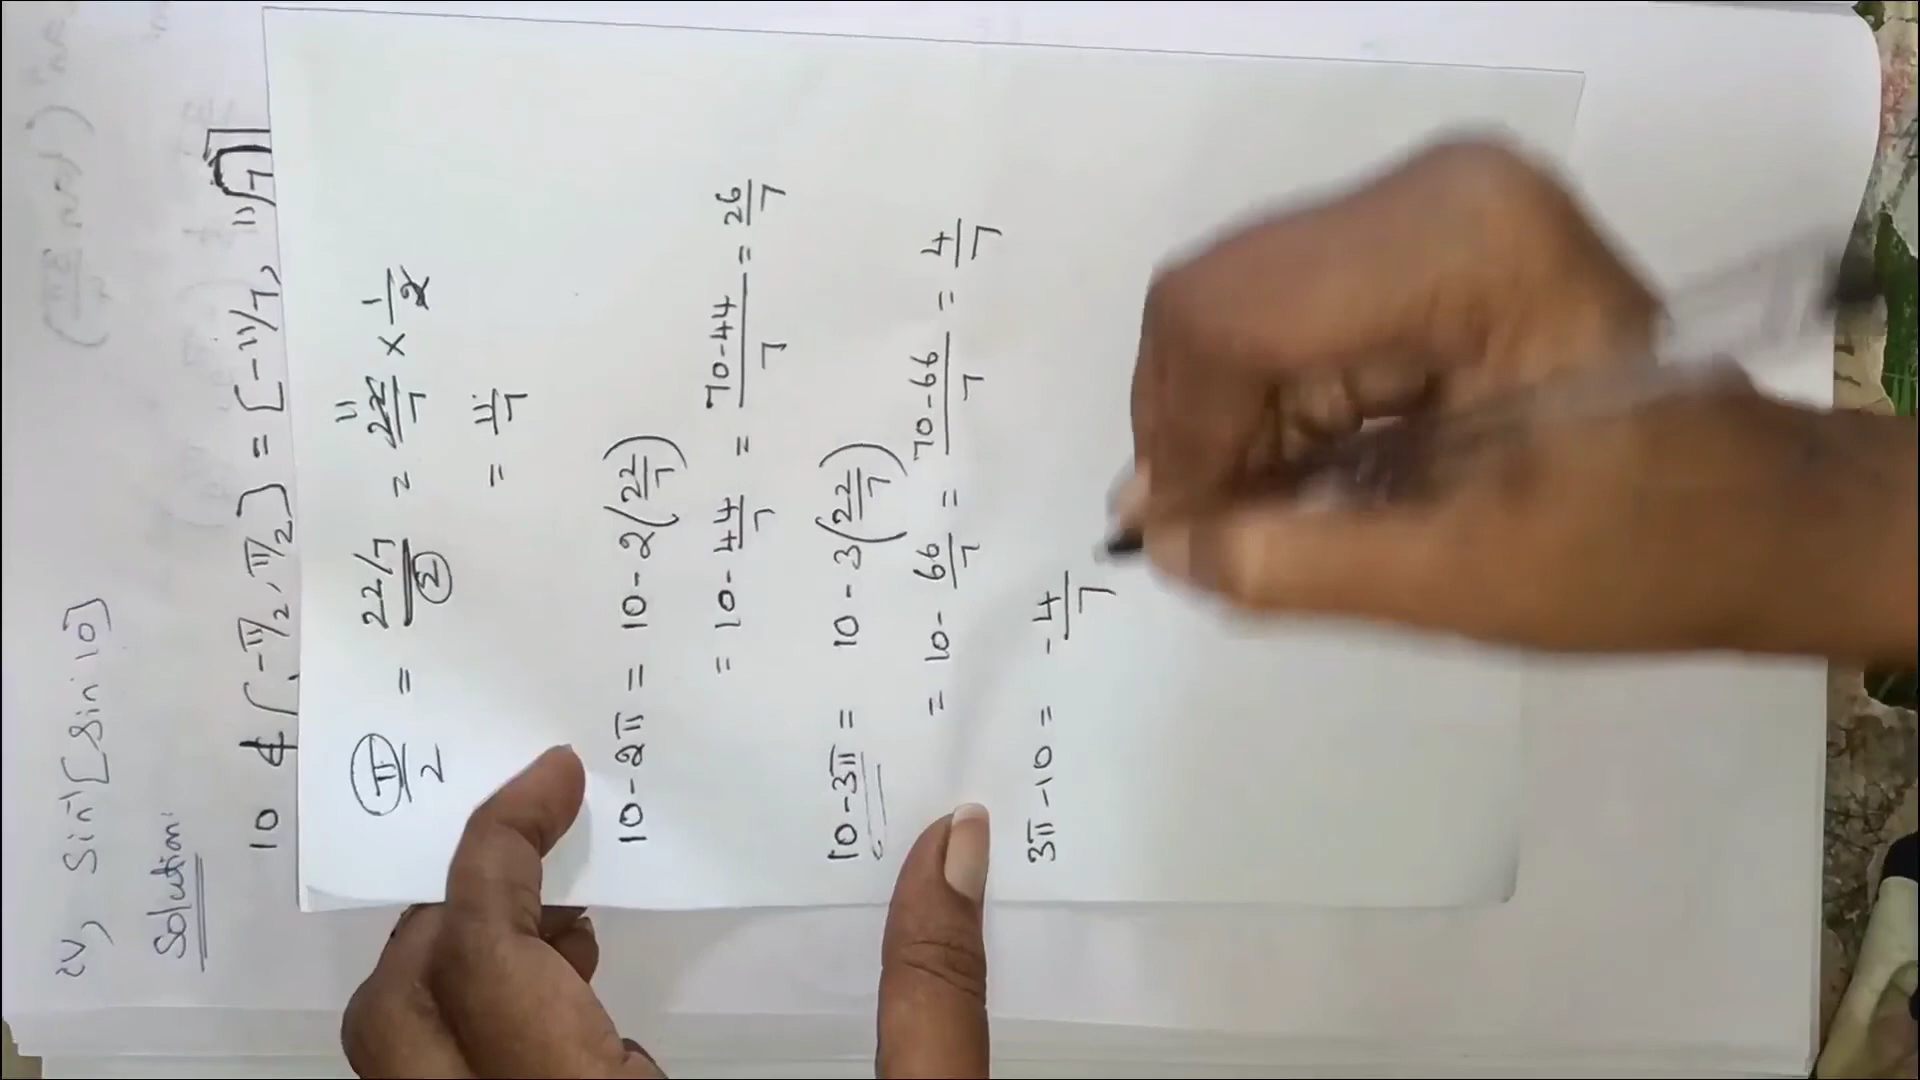 iv, Sin⁻¹[Sin 10]
Solution:
10 ∉ [-π/2, π/2] = [-11/7, 11/7]
π/2 = (22/7)/2 = 22/7 × 1/2
= 11/7
10-2π = 10-2(22/7)
= 10-44/7 = (70-44)/7 = 26/7
10-3π = 10-3(22/7)
= 10-66/7 = (70-66)/7 = 4/7
3π-10 = -4/7